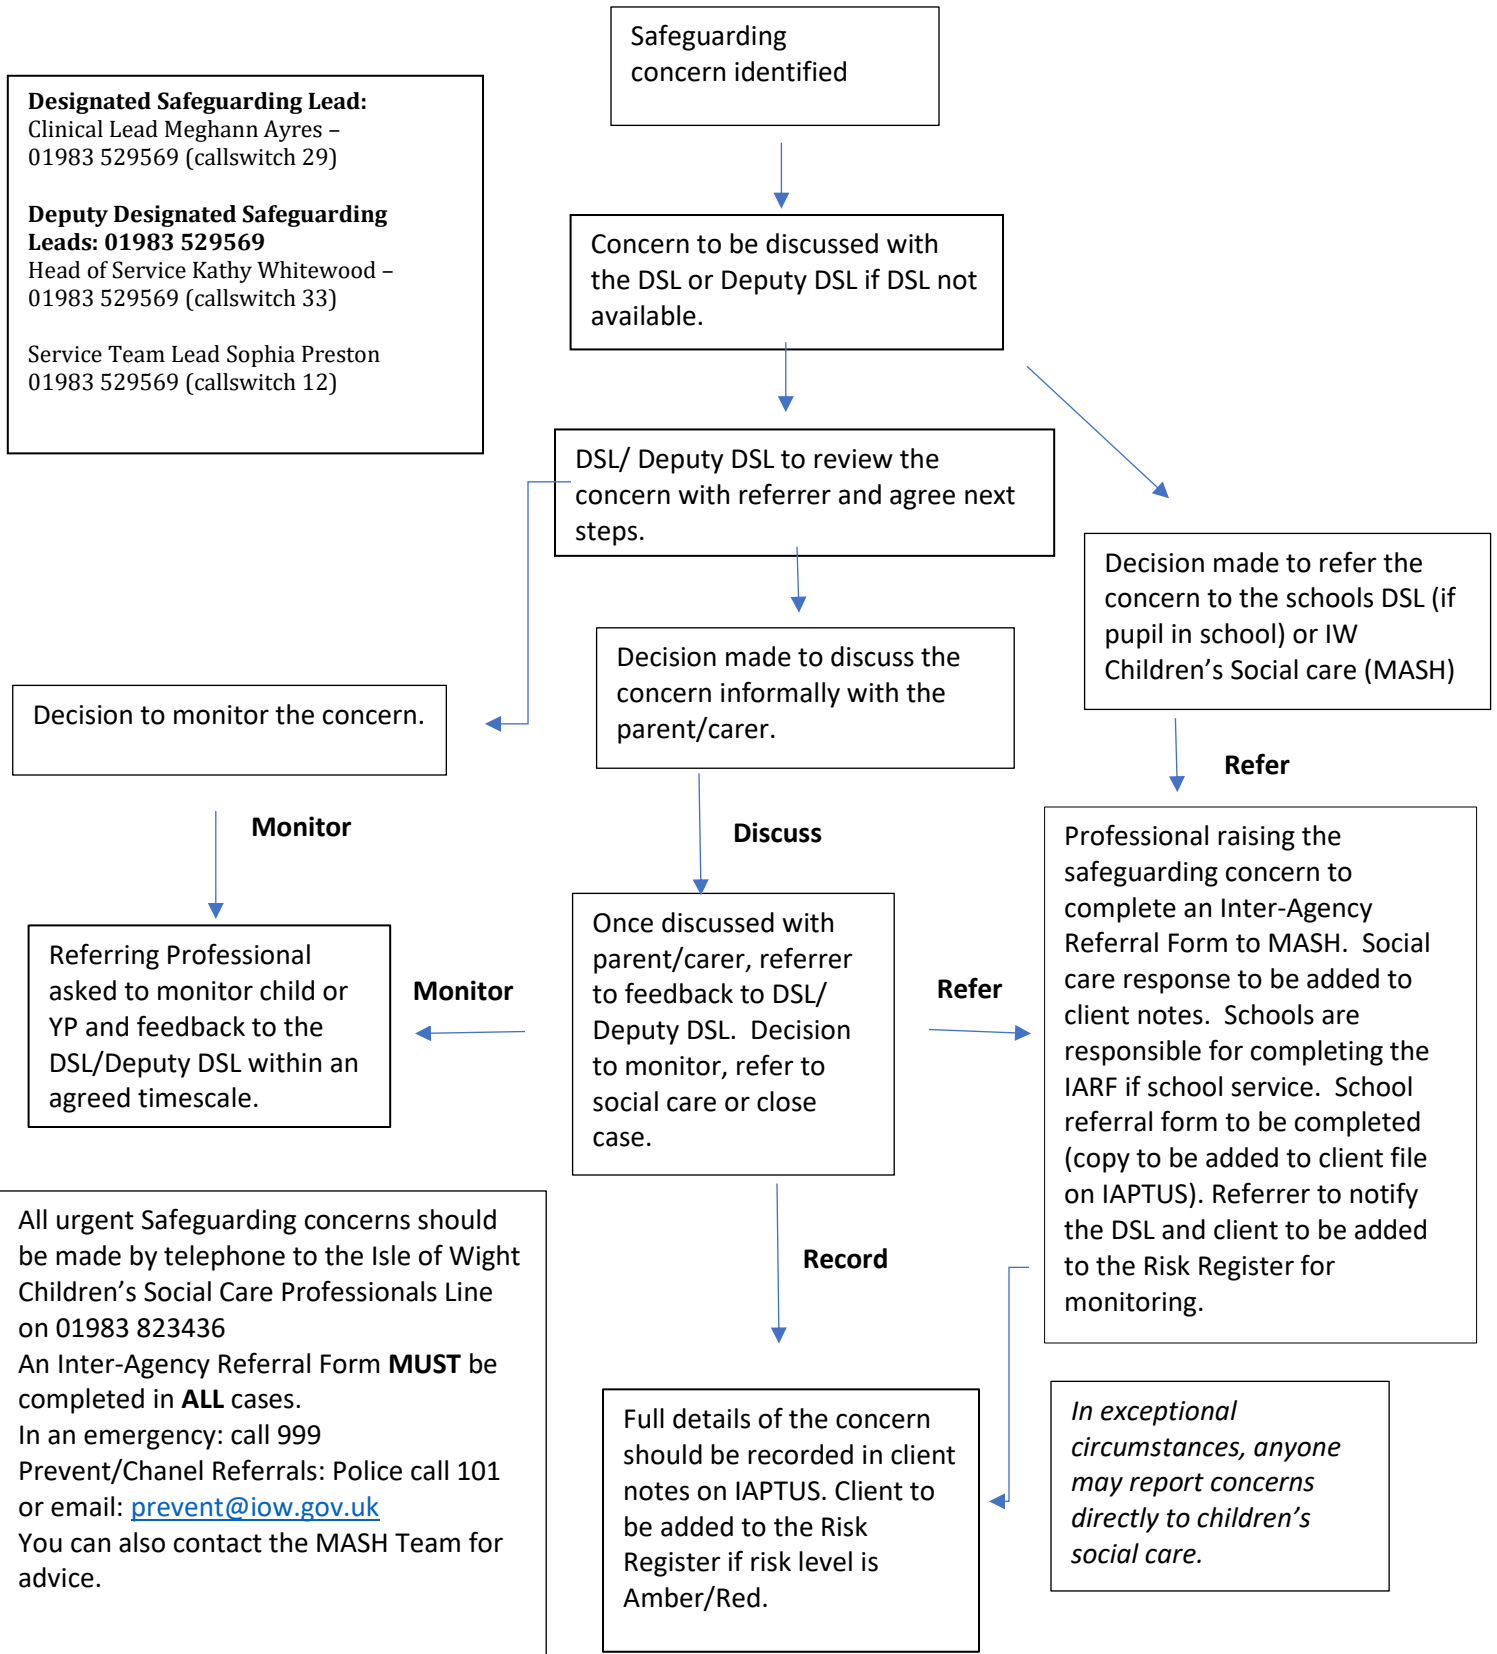 Safeguarding
concern identified
Designated Safeguarding Lead:
Clinical Lead Meghann Ayres –
01983 529569 (callswitch 29)
Deputy Designated Safeguarding
Leads: 01983 529569
Head of Service Kathy Whitewood –
01983 529569 (callswitch 33)
Service Team Lead Sophia Preston
01983 529569 (callswitch 12)
Concern to be discussed with
the DSL or Deputy DSL if DSL not
available.
DSL/ Deputy DSL to review the
concern with referrer and agree next
steps.
Decision made to refer the
concern to the schools DSL (if
pupil in school) or IW
Children’s Social care (MASH)
Decision made to discuss the
concern informally with the
parent/carer.
Decision to monitor the concern.
Refer
Monitor
Discuss
Professional raising the
safeguarding concern to
complete an Inter-Agency
Referral Form to MASH.  Social
care response to be added to
client notes.  Schools are
responsible for completing the
IARF if school service.  School
referral form to be completed
(copy to be added to client file
on IAPTUS). Referrer to notify
the DSL and client to be added
to the Risk Register for
monitoring.
Once discussed with
parent/carer, referrer
to feedback to DSL/
Deputy DSL.  Decision
to monitor, refer to
social care or close
case.
Referring Professional
asked to monitor child or
YP and feedback to the
DSL/Deputy DSL within an
agreed timescale.
Monitor
Refer
All urgent Safeguarding concerns should
be made by telephone to the Isle of Wight
Children’s Social Care Professionals Line
on 01983 823436
An Inter-Agency Referral Form MUST be
completed in ALL cases.
In an emergency: call 999
Prevent/Chanel Referrals: Police call 101
or email: prevent@iow.gov.uk
You can also contact the MASH Team for
advice.
Record
Full details of the concern
should be recorded in client
notes on IAPTUS. Client to
be added to the Risk
Register if risk level is
Amber/Red.
In exceptional
circumstances, anyone
may report concerns
directly to children’s
social care.